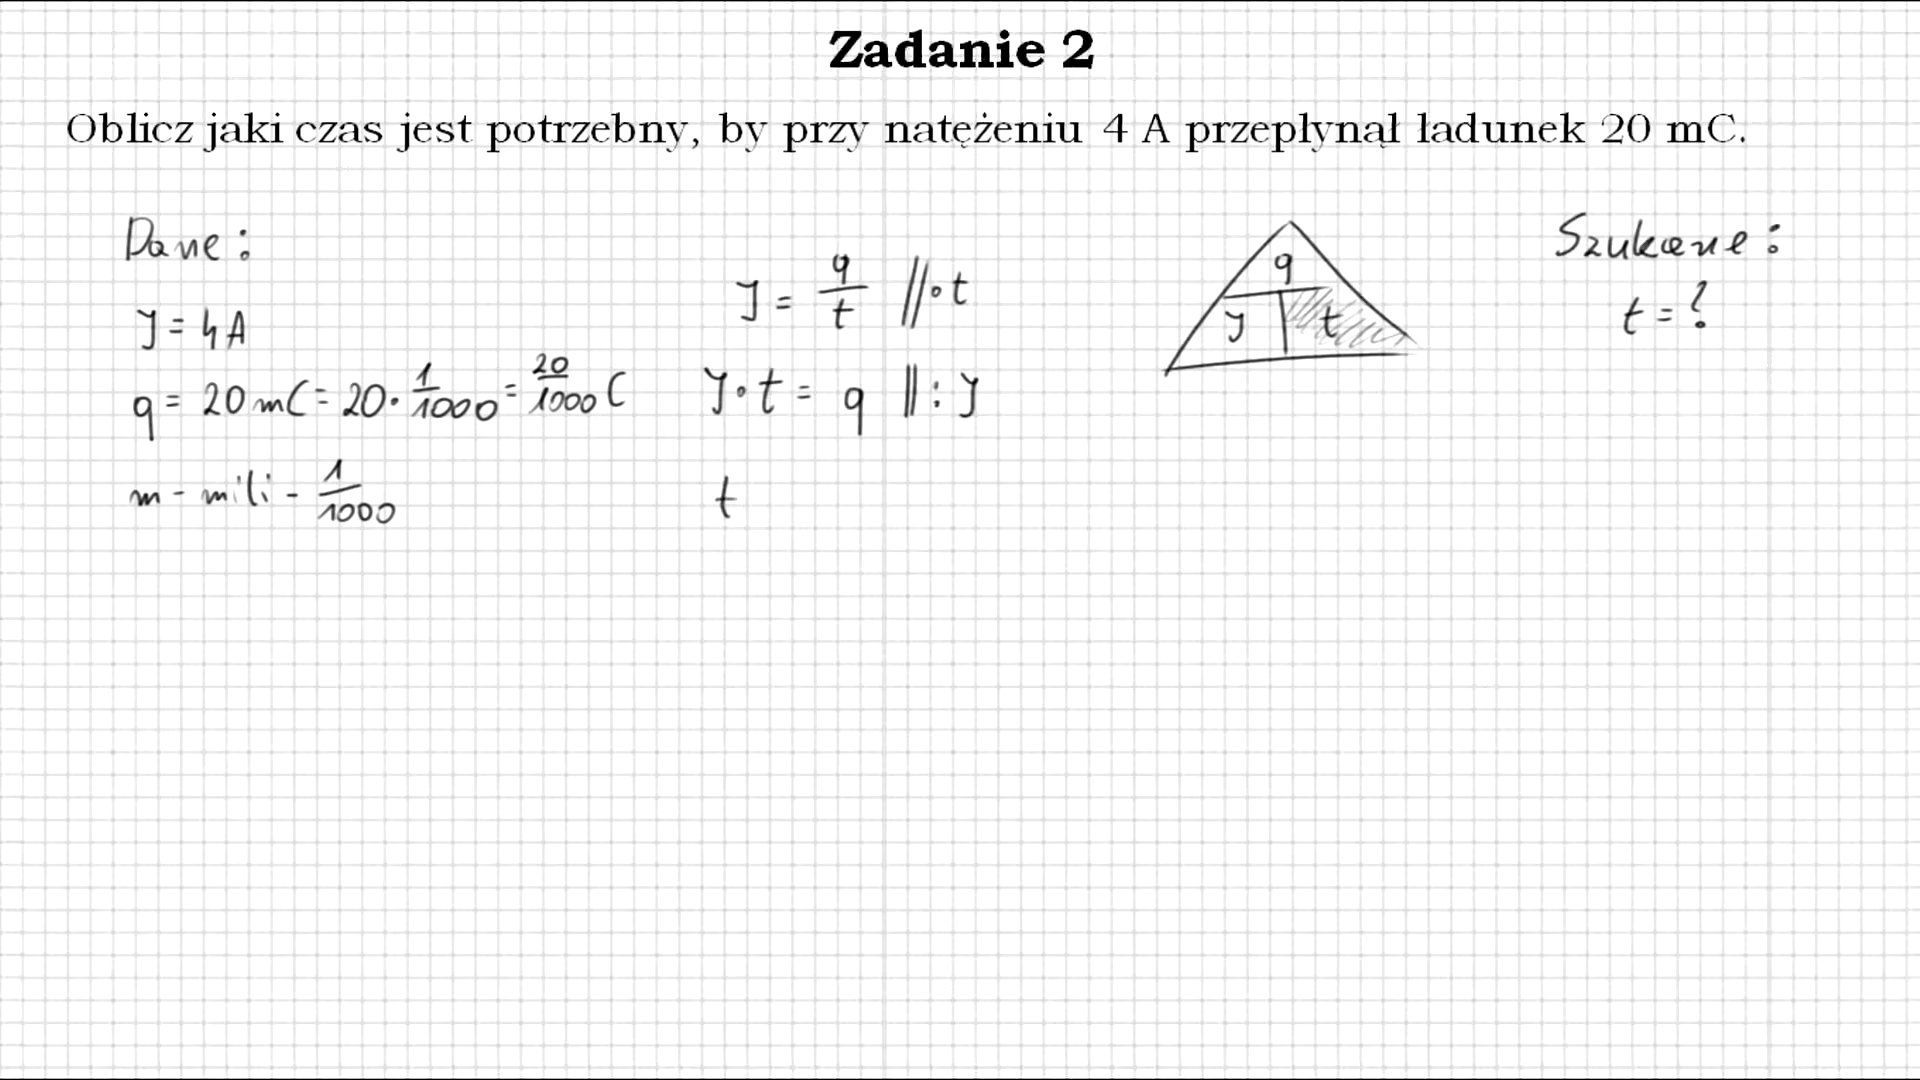 Zadanie 2
Oblicz jaki czas jest potrzebny, by przy natężeniu 4 A przepłynął ładunek 20 mC.
Dane:
I = 4A
q = 20 mC = 20 · 1/1000 = 20/1000 C
m - mili - 1/1000
I = q/t // · t
I · t = q || : I
t
q
I t
Szukane:
t = ?